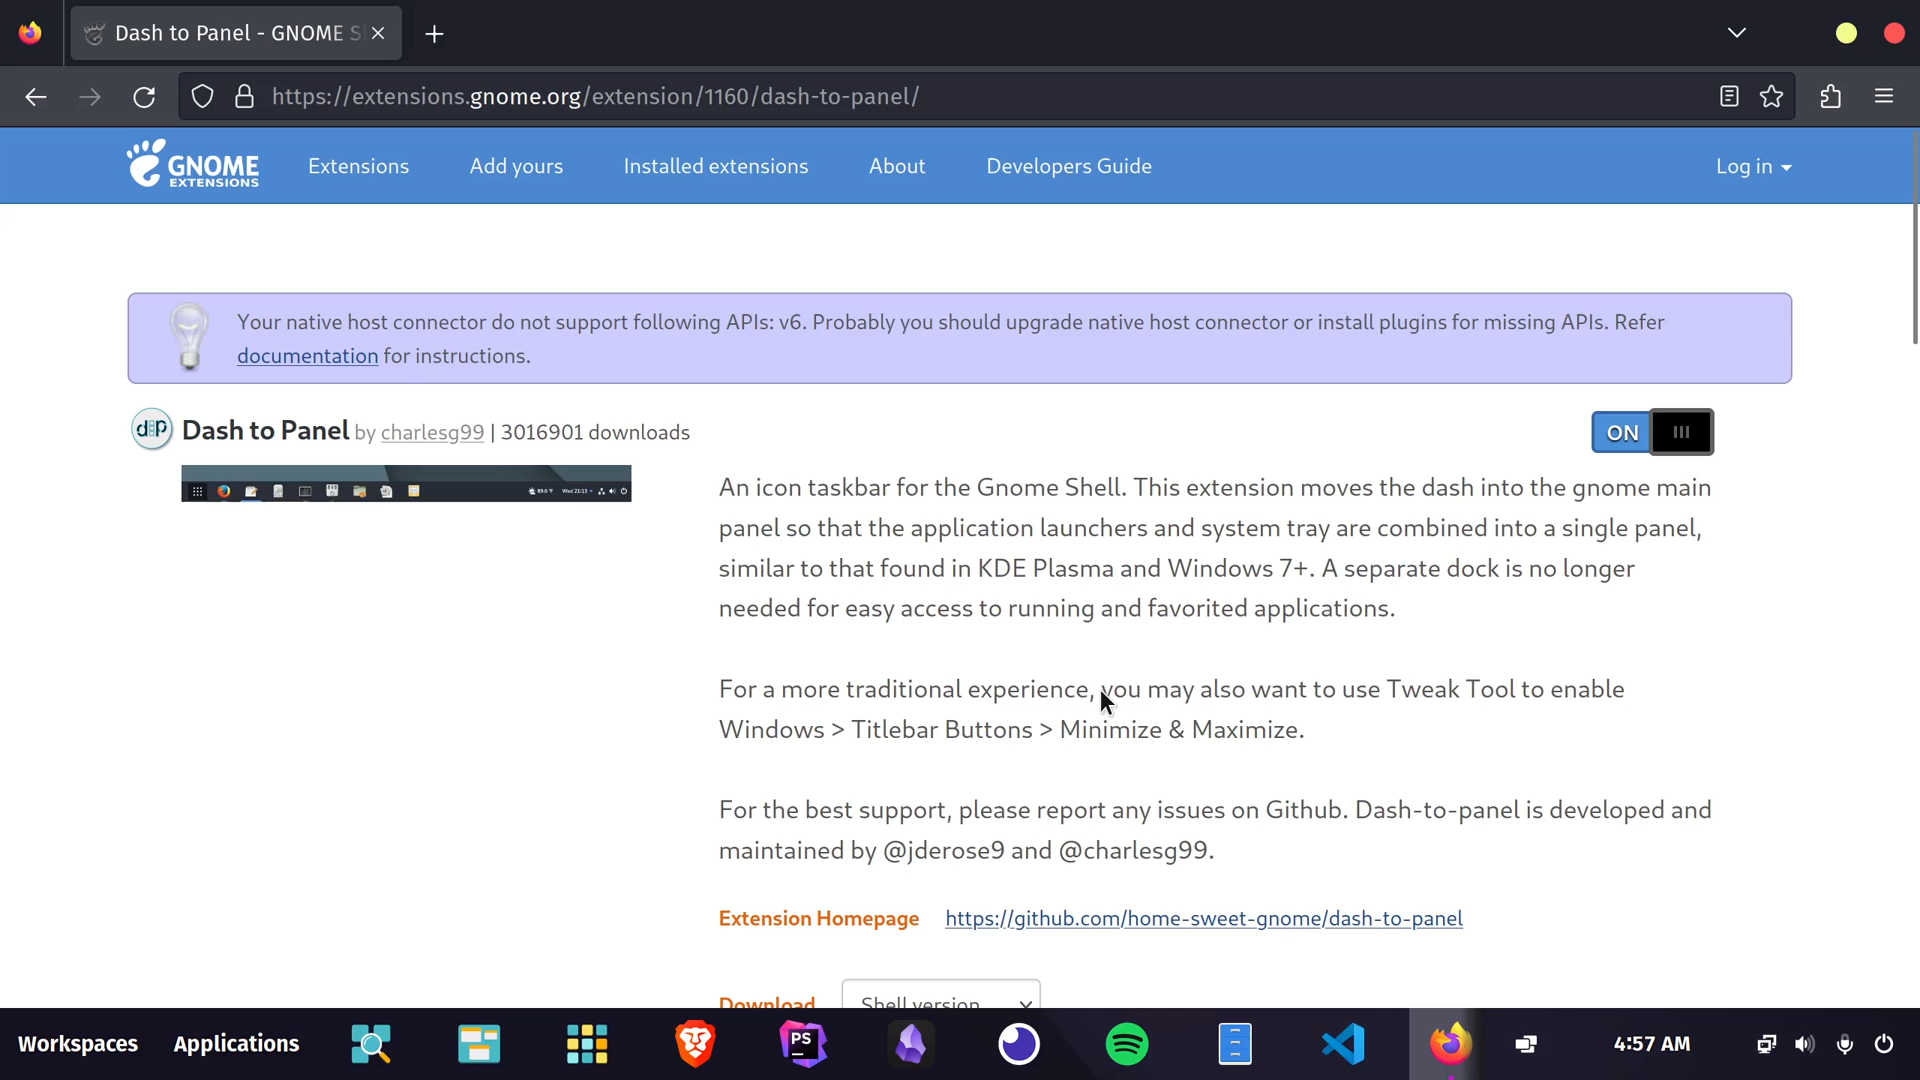 Dash to Panel - GNOME S
https://extensions.gnome.org/extension/1160/dash-to-panel/
GNOME
EXTENSIONS
Extensions
Add yours
Installed extensions
About
Developers Guide
Log in
Your native host connector do not support following APIs: v6. Probably you should upgrade native host connector or install plugins for missing APIs. Refer
documentation for instructions.
d2p Dash to Panel by charlesg99 | 3016901 downloads
ON
An icon taskbar for the Gnome Shell. This extension moves the dash into the gnome main
panel so that the application launchers and system tray are combined into a single panel,
similar to that found in KDE Plasma and Windows 7+. A separate dock is no longer
needed for easy access to running and favorited applications.
For a more traditional experience, you may also want to use Tweak Tool to enable
Windows > Titlebar Buttons > Minimize & Maximize.
For the best support, please report any issues on Github. Dash-to-panel is developed and
maintained by @jderose9 and @charlesg99.
Extension Homepage https://github.com/home-sweet-gnome/dash-to-panel
Download Shell version
Workspaces
Applications
PS
4:57 AM